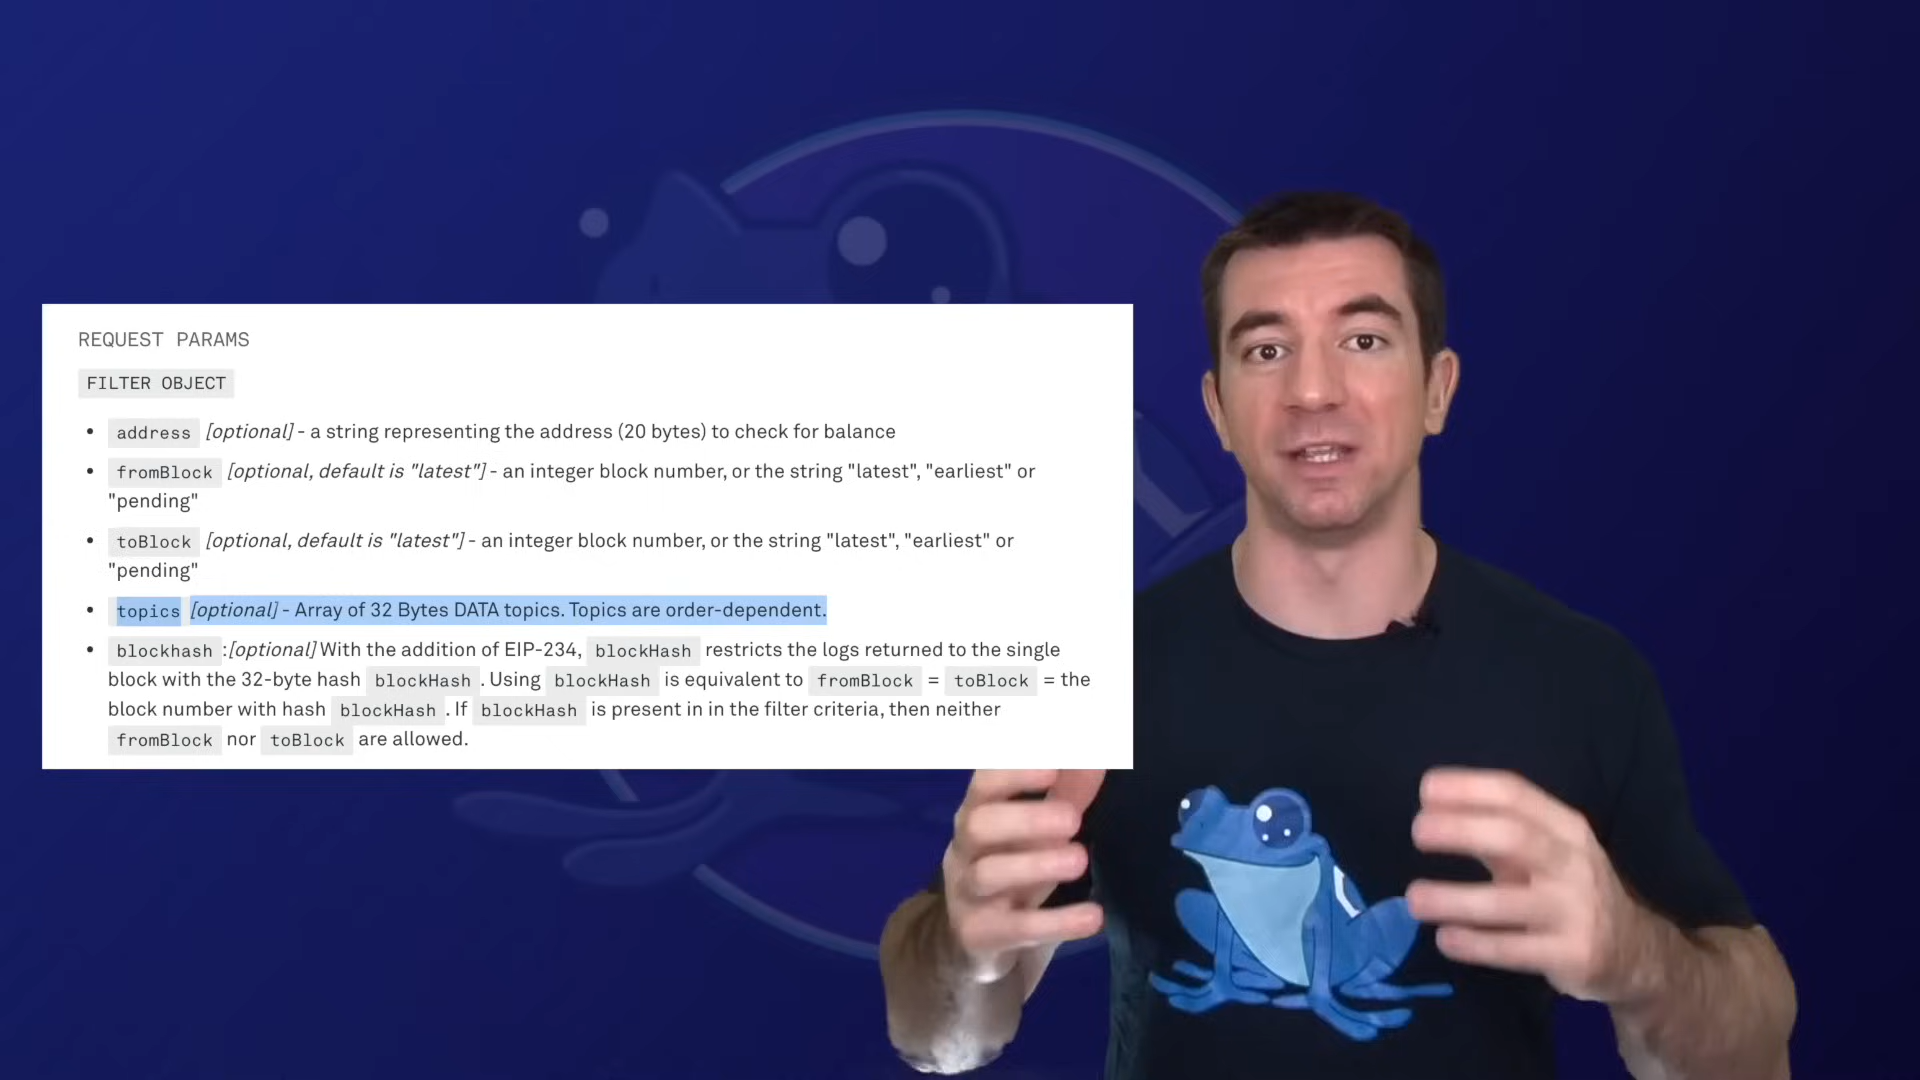 REQUEST PARAMS
FILTER OBJECT
• address [optional] - a string representing the address (20 bytes) to check for balance
• fromBlock [optional, default is "latest"] - an integer block number, or the string "latest", "earliest" or
"pending"
• toBlock [optional, default is "latest"] - an integer block number, or the string "latest", "earliest" or
"pending"
• topics [optional] - Array of 32 Bytes DATA topics. Topics are order-dependent.
• blockhash :[optional] With the addition of EIP-234, blockHash restricts the logs returned to the single
block with the 32-byte hash blockHash . Using blockHash is equivalent to fromBlock = toBlock = the
block number with hash blockHash . If blockHash is present in in the filter criteria, then neither
fromBlock nor toBlock are allowed.